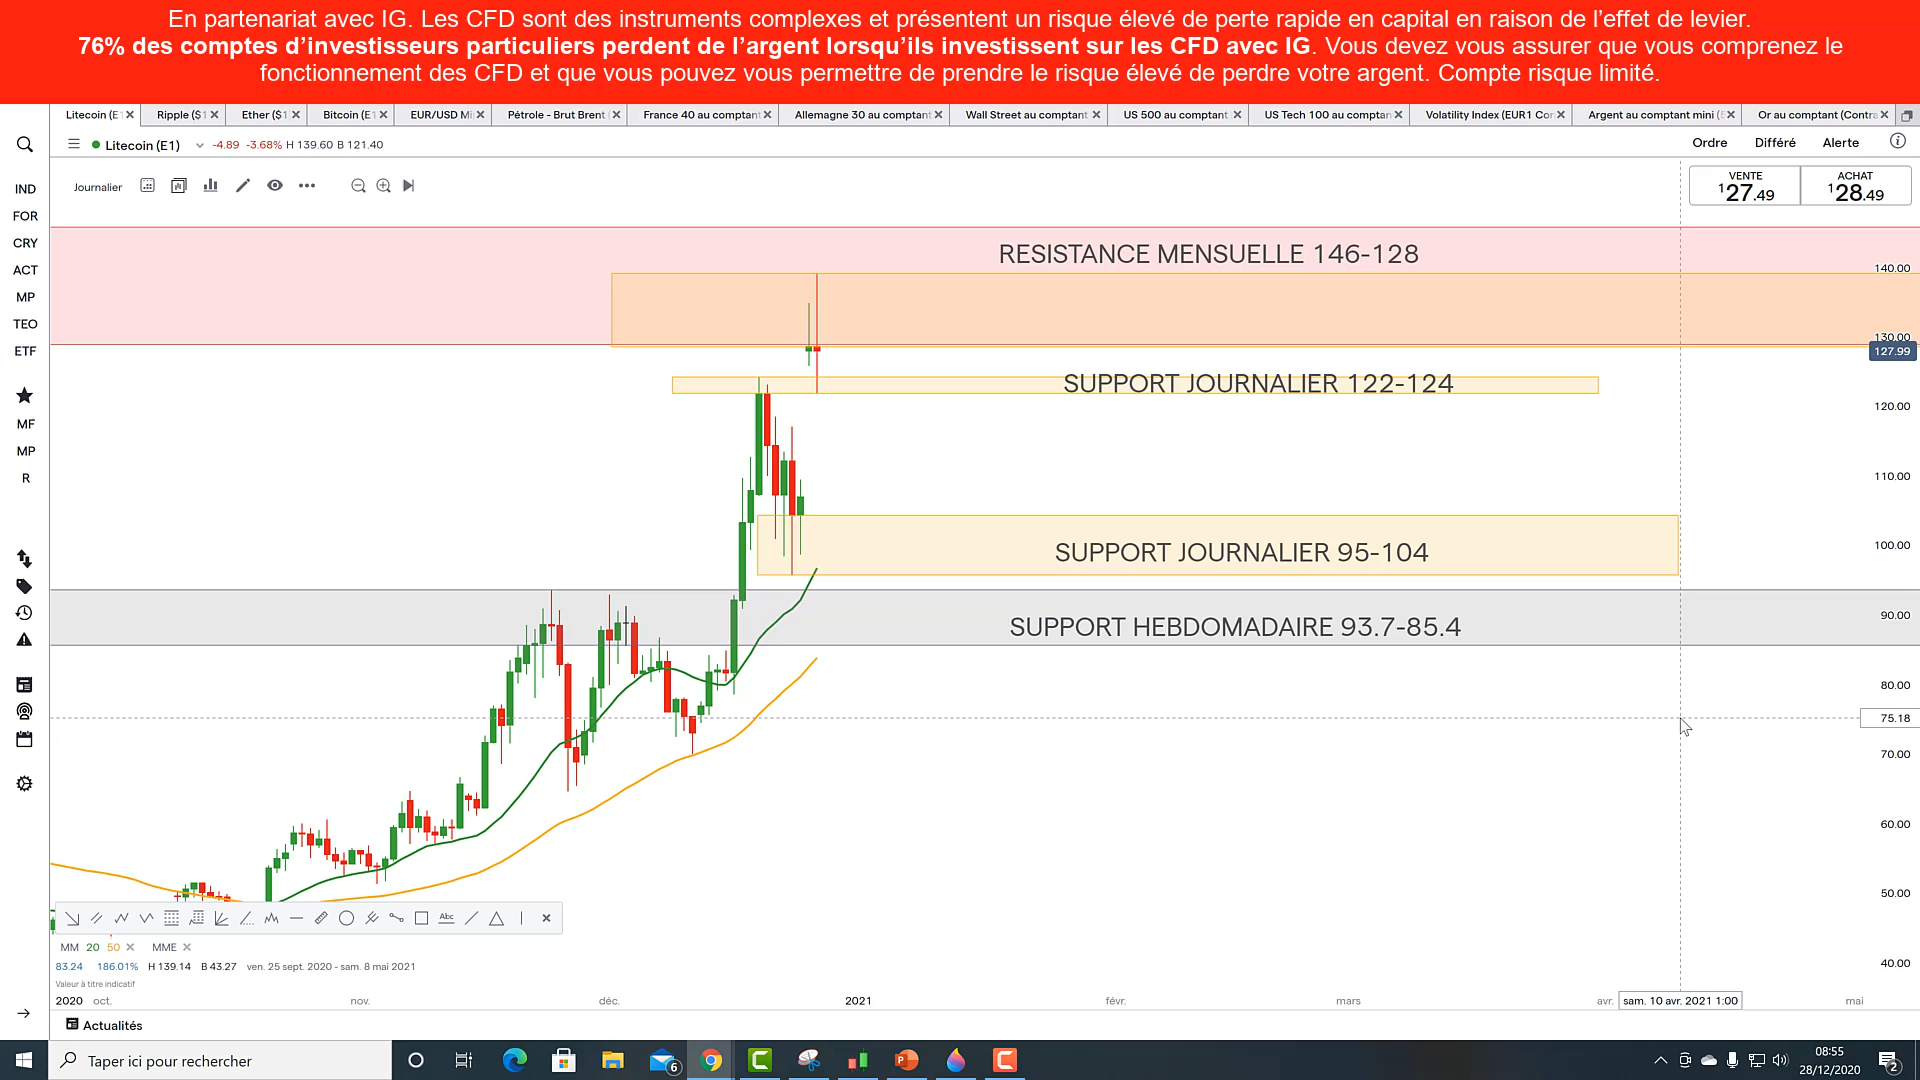 En partenariat avec IG. Les CFD sont des instruments complexes et présentent un risque élevé de perte rapide en capital en raison de l'effet de levier.
76% des comptes d'investisseurs particuliers perdent de l'argent lorsqu'ils investissent sur les CFD avec IG. Vous devez vous assurer que vous comprenez le
fonctionnement des CFD et que vous pouvez vous permettre de prendre le risque élevé de perdre votre argent. Compte risque limité.
Litecoin (E1 Ripple ($1 Ether ($1 Bitcoin (E1 EUR/USD Mi Pétrole - Brut Brent ( France 40 au comptant Allemagne 30 au comptant Wall Street au comptant US 500 au comptant US Tech 100 au comptan Volatility Index (EUR1 Co Argent au comptant mini (E Or au comptant (Contra
Litecoin (E1) -4.89 -3.68% H 139.60 B 121.40
Ordre Différé Alerte
Journalier
VENTE
127.49
ACHAT
128.49
IND
FOR
CRY
ACT
MP
TEO
ETF
MF
MP
R
RESISTANCE MENSUELLE 146-128
SUPPORT JOURNALIER 122-124
SUPPORT JOURNALIER 95-104
SUPPORT HEBDOMADAIRE 93.7-85.4
140.00
130.00
127.99
120.00
110.00
100.00
90.00
80.00
75.18
70.00
60.00
50.00
40.00
Abc
MM 20 50 MME
83.24 186.01% H 139.14 B 43.27 ven. 25 sept. 2020 - sam. 8 mai 2021
Valeur à titre indicatif
2020 oct. nov. déc. 2021 févr. mars avr. sam. 10 avr. 2021 1:00 mai
Actualités
Taper ici pour rechercher
6
08:55
28/12/2020
2